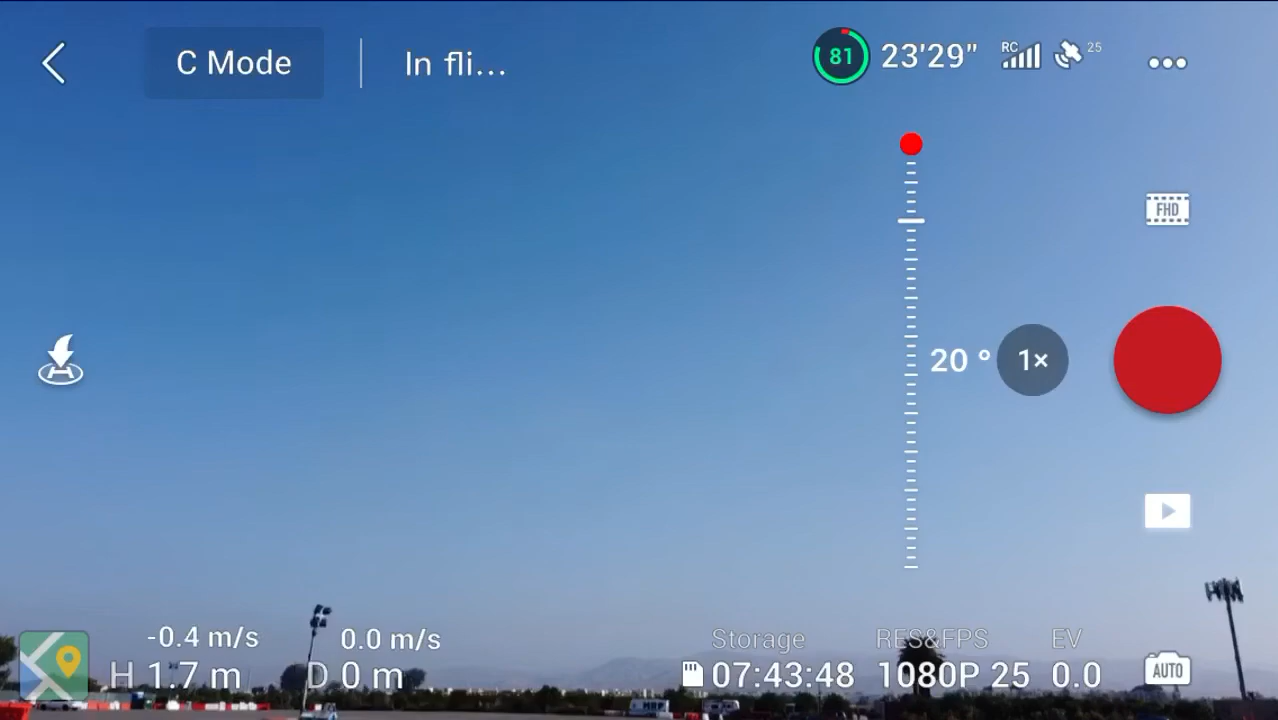 C Mode
In fli...
81
23'29"
RC
25
FHD
20 °
1×
-0.4 m/s
0.0 m/s
H 1.7 m
D 0 m
Storage
07:43:48
RES&FPS
1080P 25
EV
0.0
AUTO
MRP